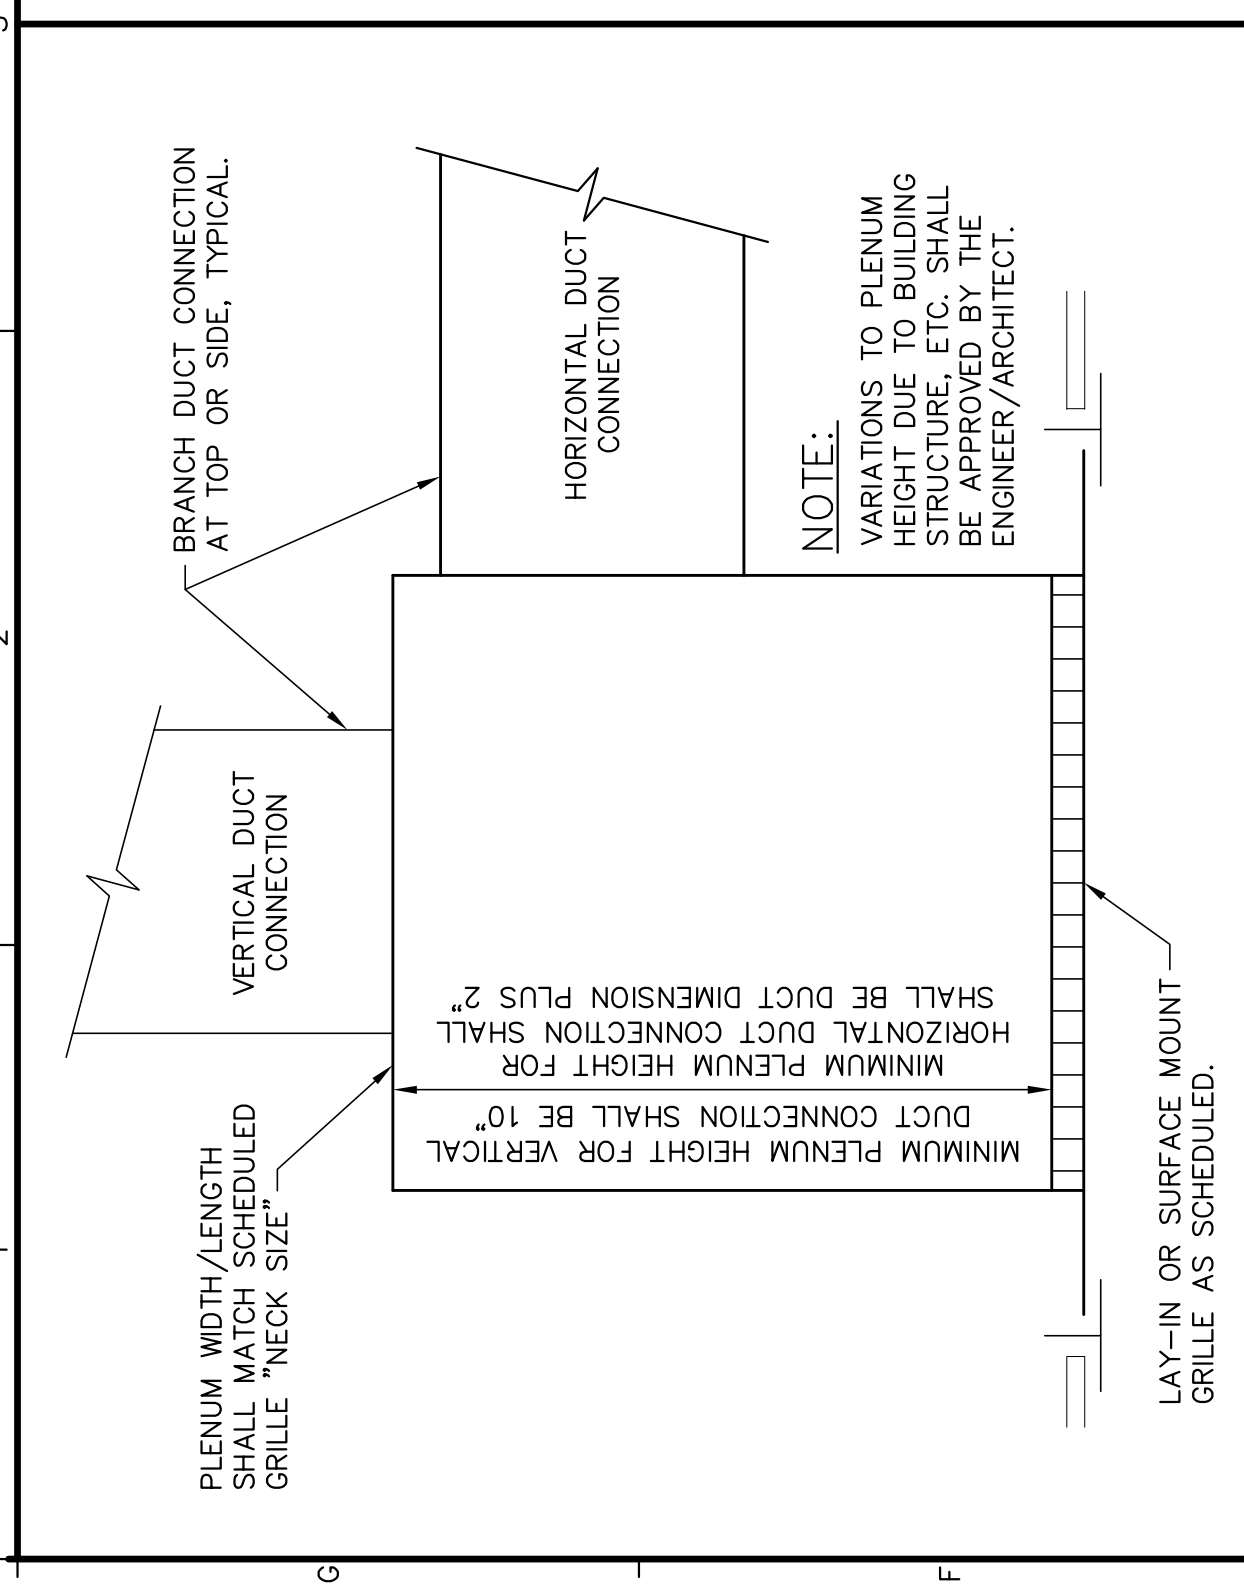 BRANCH DUCT CONNECTION
AT TOP OR SIDE, TYPICAL.
VERTICAL DUCT
CONNECTION
PLENUM WIDTH/LENGTH
SHALL MATCH SCHEDULED
GRILLE "NECK SIZE"
HORIZONTAL DUCT
CONNECTION
MINIMUM PLENUM HEIGHT FOR VERTICAL
DUCT CONNECTION SHALL BE 10"
MINIMUM PLENUM HEIGHT FOR
HORIZONTAL DUCT CONNECTION SHALL
SHALL BE DUCT DIMENSION PLUS 2"
NOTE:
VARIATIONS TO PLENUM
HEIGHT DUE TO BUILDING
STRUCTURE, ETC. SHALL
BE APPROVED BY THE
ENGINEER/ARCHITECT.
LAY-IN OR SURFACE MOUNT
GRILLE AS SCHEDULED.
G
F